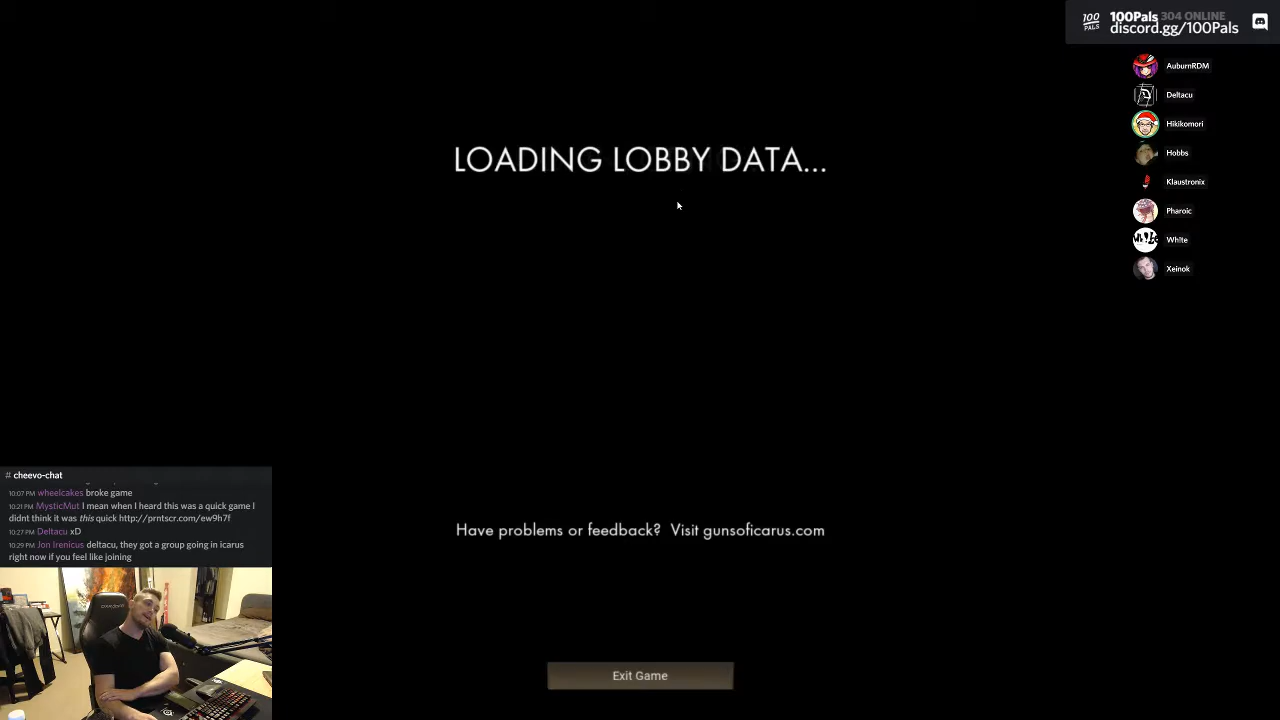 100
PALS
100Pals 304 ONLINE
discord.gg/100Pals
AuburnRDM
Deltacu
Hikikomori
Hobbs
Klaustronix
Pharoic
Wh!te
Xeinok
LOADING LOBBY DATA...
# cheevo-chat
10:07 PM wheelcakes broke game
10:21 PM MysticMut I mean when I heard this was a quick game I
didnt think it was this quick http://prntscr.com/ew9h7f
10:27 PM Deltacu xD
10:29 PM Jon Irenicus deltacu, they got a group going in icarus
right now if you feel like joining
Have problems or feedback? Visit gunsoficarus.com
Exit Game